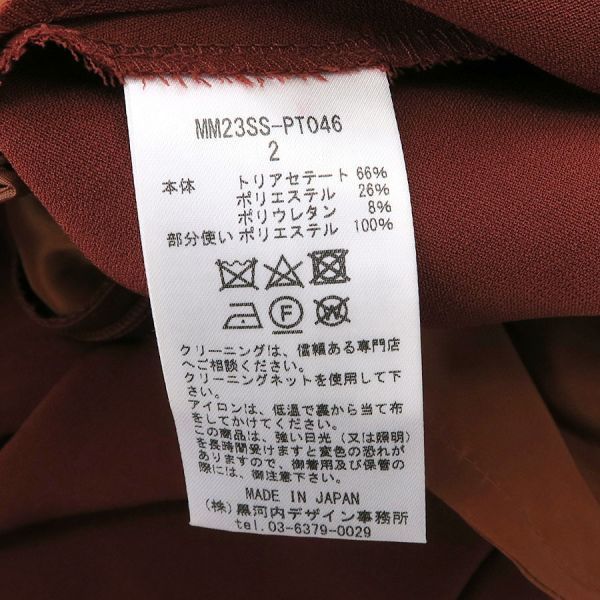 MM23SS-PT046
2
本体 トリアセテート 66%
ポリエステル 26%
ポリウレタン 8%
部分使い ポリエステル 100%
クリーニングは、信頼ある専門店
へご相談ください。
クリーニングネットを使用して下
さい。
アイロンは、低温で裏から当て布
をしてかけてください。
この商品は、強い日光（又は照明）
を長時間受けますと変色の恐れが
ありますので、御着用及び保管の
際には、御注意下さい。
MADE IN JAPAN
(株)黒河内デザイン事務所
tel.03-6379-0029